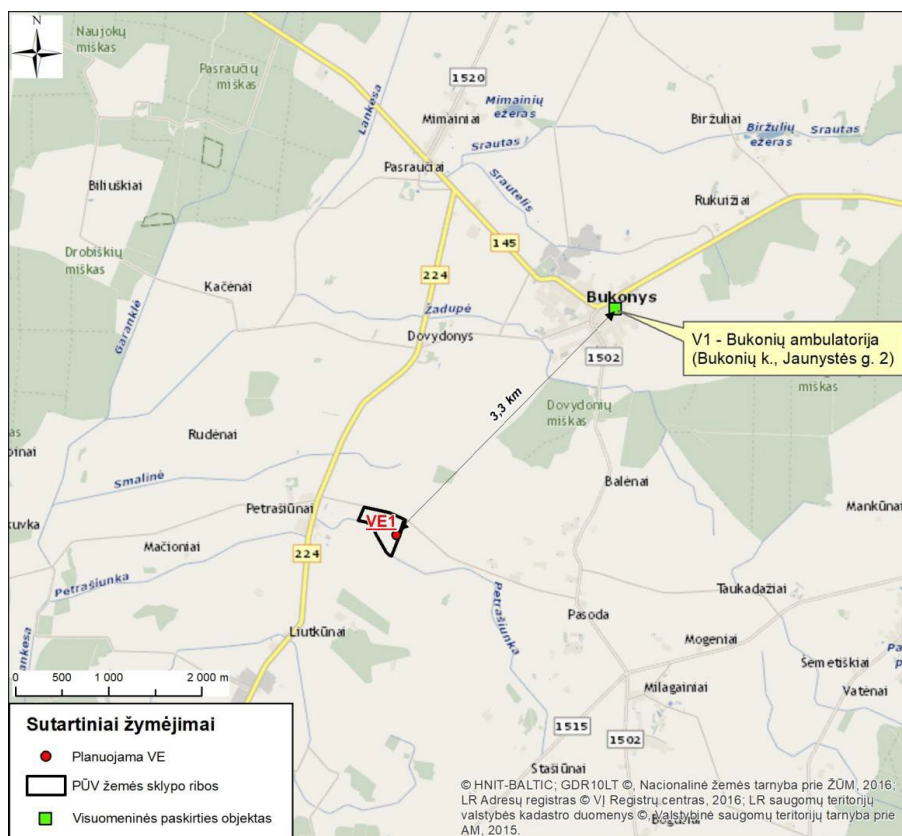 N
Naujokų
miškas
Pasraučių
miškas
Lankesa
1520
Mimainiai
Mimainių
ežeras
Srautas
Biržuliai
Biržulių
ežeras
Srautas
Pasraučiai
Srautelis
Biliuškiai
Rukuižiai
Drobiškių
miškas
145
224
Kačėnai
Garanklė
Žadupė
Dovydonys
Bukonys
V1 - Bukonių ambulatorija
(Bukonių k., Jaunystės g. 2)
1502
miškas
3,3 km
Dovydonių
miškas
Rudėnai
Balėnai
Smalinė
Petrašiūnai
VE1
Mankūnai
kuvka
Mačioniai
224
Petrašiunka
Petrašiunka
Taukadažiai
Pasoda
Liutkūnai
Mogeniai
Šemetiškiai
Lankesa
Milagainiai
Vatėnai
0 500 1 000 2 000 m
1515
1502
Stašiūnai
Sutartiniai žymėjimai
Planuojama VE
PŪV žemės sklypo ribos
Visuomeninės paskirties objektas
© HNIT-BALTIC; GDR10LT ©, Nacionalinė žemės tarnyba prie ŽŪM, 2016;
LR Adresų registras © VĮ Registrų centras, 2016; LR saugomų teritorijų
valstybės kadastro duomenys ©, Valstybinė saugomų teritorijų tarnyba prie
AM, 2015.